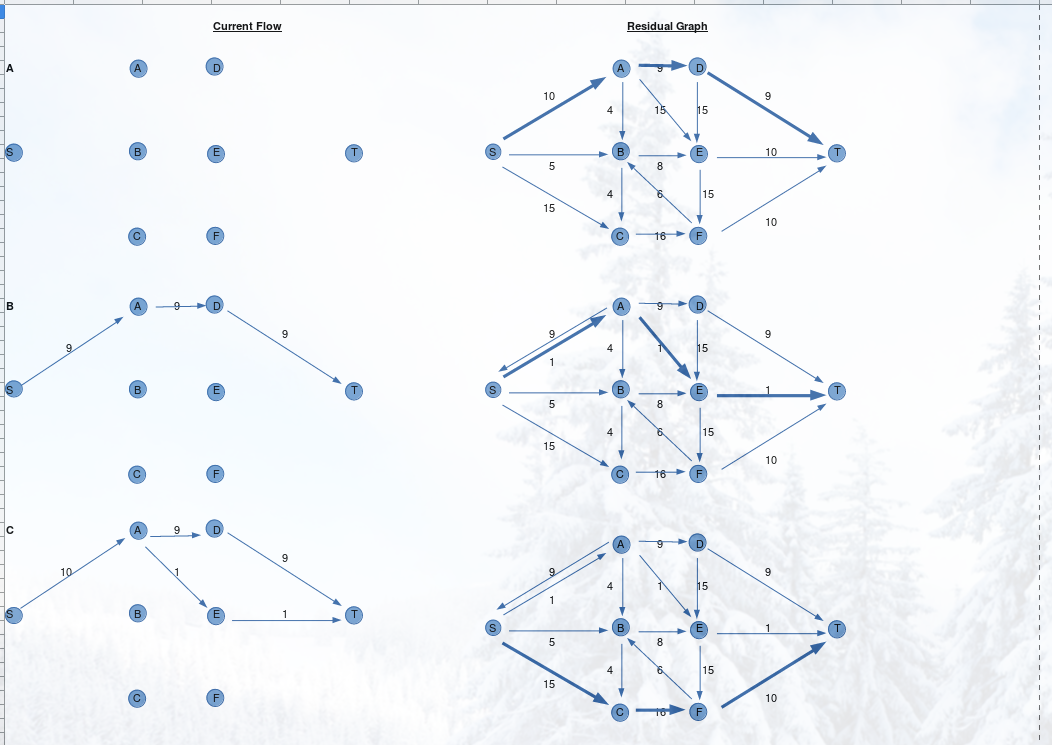 Current Flow Residual Graph
A A D A 9 D
10 9
4 15 15
S B E T S B E 10 T
5 8
4 6 15
15 10
C F C 16 F
B A 9 D A 9 D
9 9 9 9
1 4 1 15
S B E T S B E 1 T
5 8
4 6 15
15 10
C F C 16 F
C A 9 D A 9 D
9 9
10 1 9
1 4 1 15
S B E 1 T S B E 1 T
5 8
4 6 15
15 10
C F C 16 F